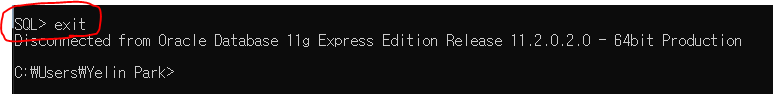 SQL> exit
Disconnected from Oracle Database 11g Express Edition Release 11.2.0.2.0 - 64bit Production
C:₩Users₩Yelin Park>